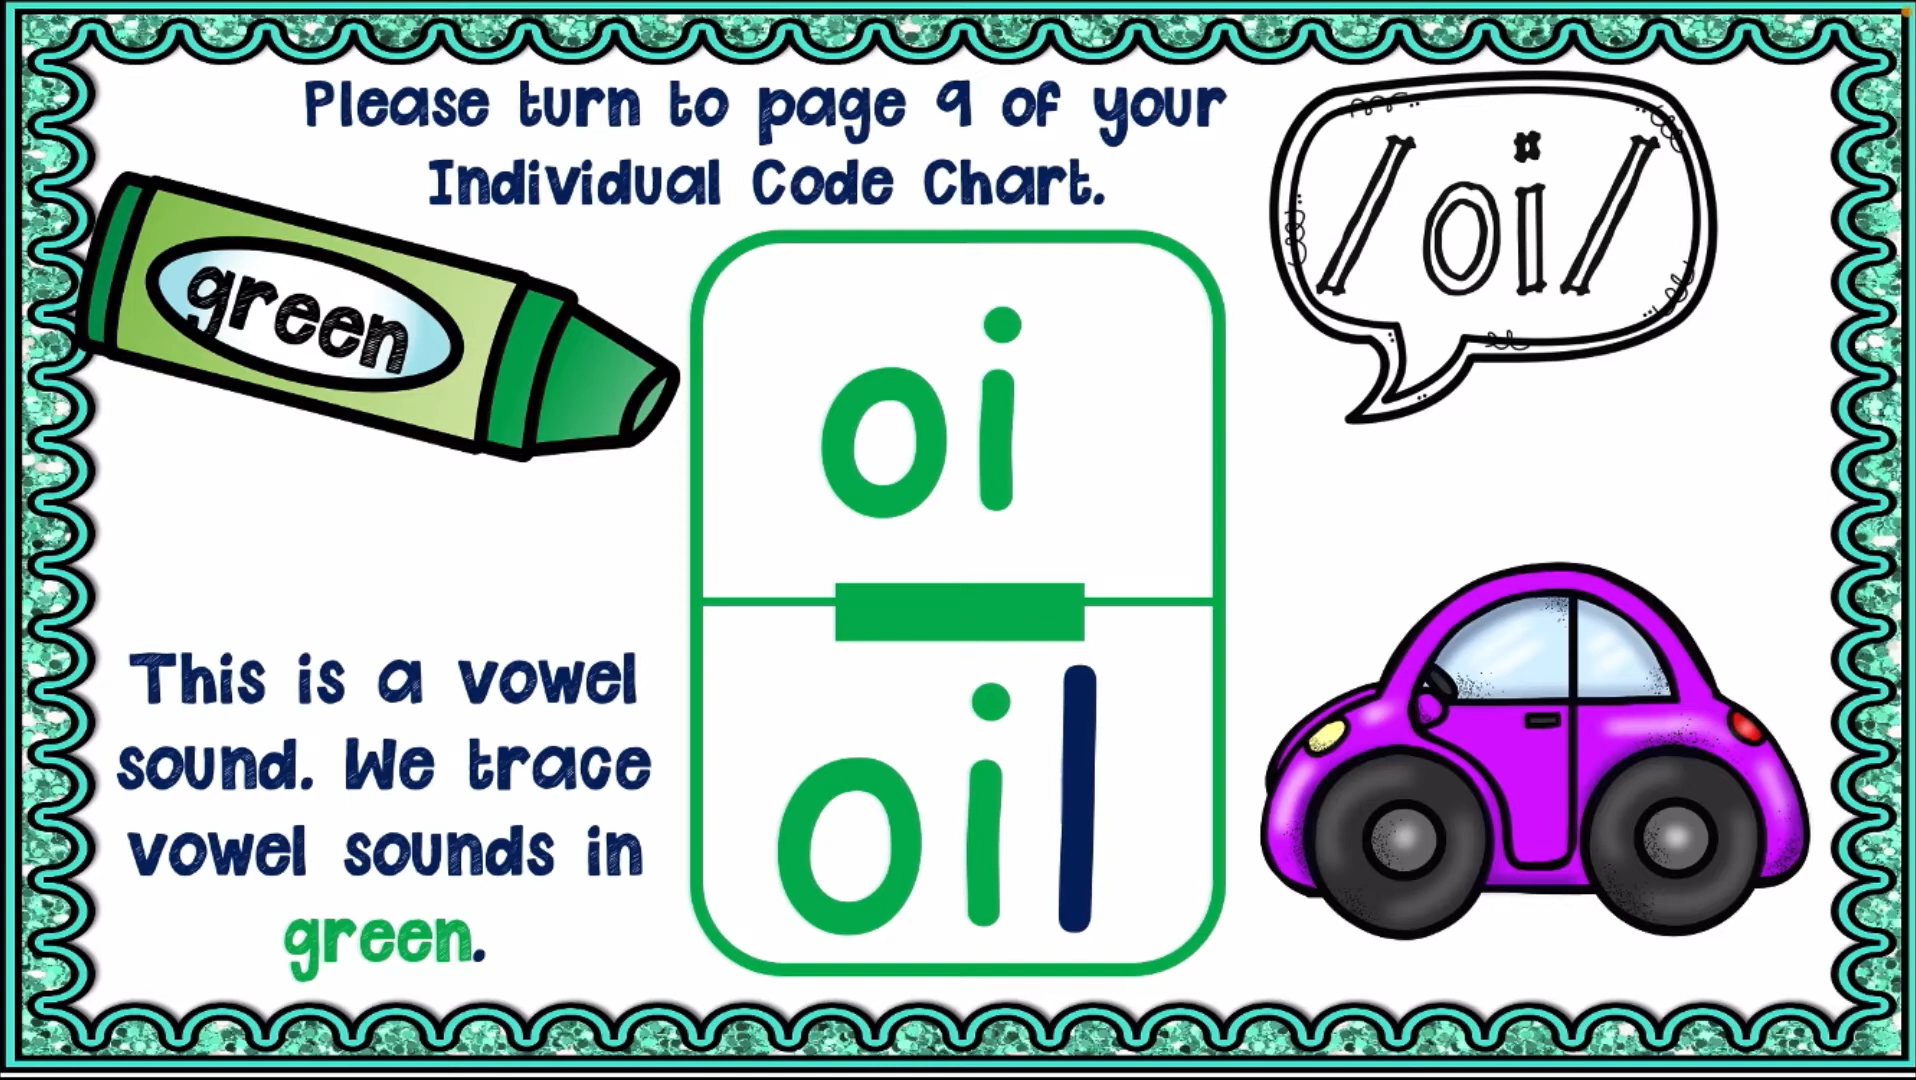 Please turn to page 9 of your
Individual Code Chart.
green
/oi/
oi
oil
This is a vowel
sound. We trace
vowel sounds in
green.